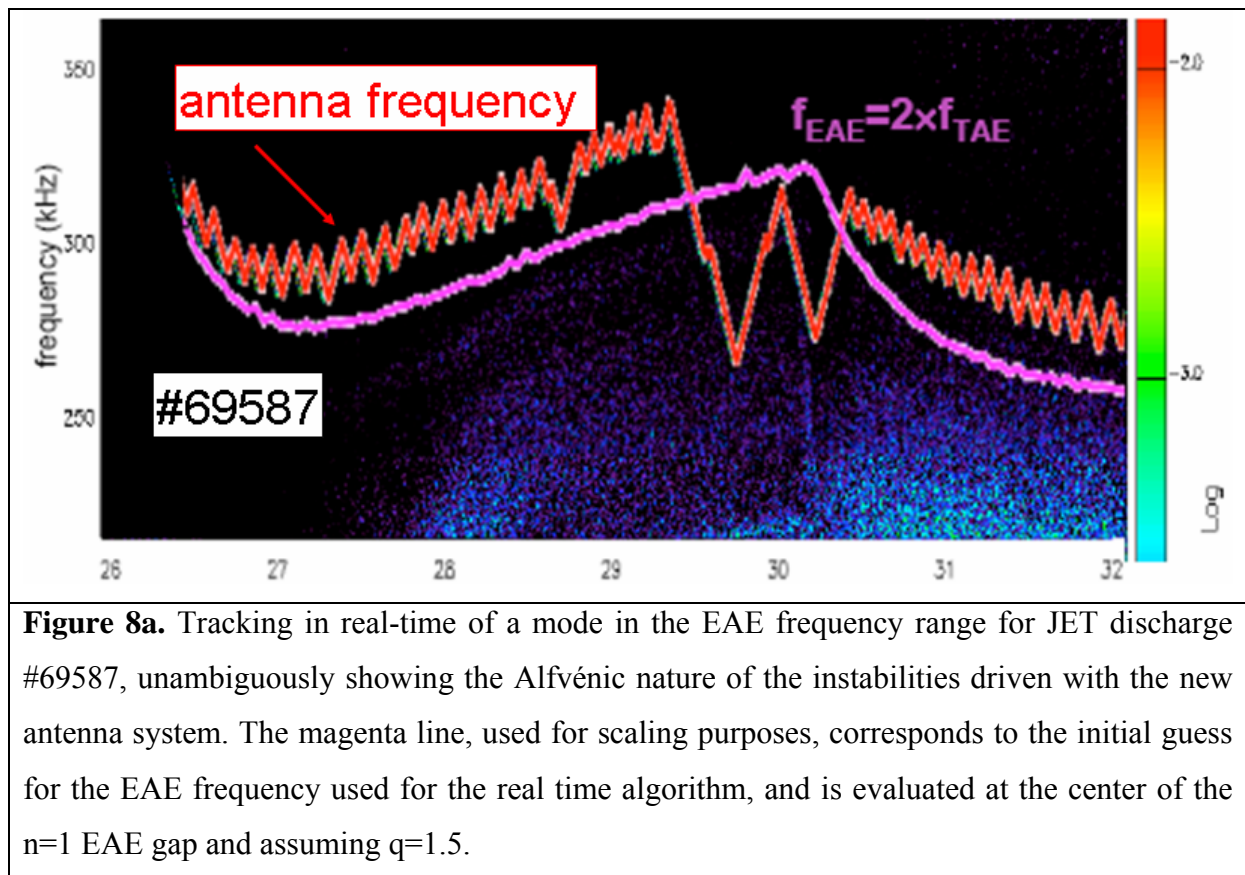 350
300
250
frequency (kHz)
antenna frequency
f_EAE=2×f_TAE
#69587
26 27 28 29 30 31 32
-2.0
-3.0
Log
Figure 8a. Tracking in real-time of a mode in the EAE frequency range for JET discharge
#69587, unambiguously showing the Alfvénic nature of the instabilities driven with the new
antenna system. The magenta line, used for scaling purposes, corresponds to the initial guess
for the EAE frequency used for the real time algorithm, and is evaluated at the center of the
n=1 EAE gap and assuming q=1.5.